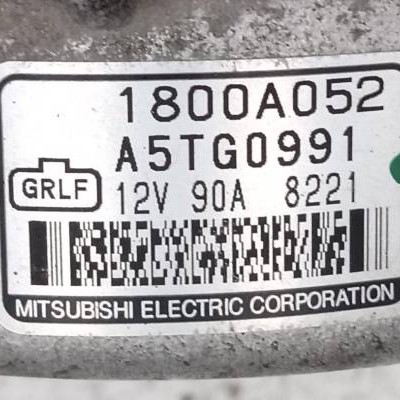 1800A052
A5TG0991
GRLF 12V 90A 8221
MITSUBISHI ELECTRIC CORPORATION